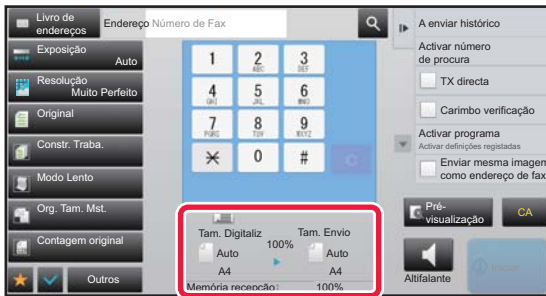 Livro de
endereços
Endereço Número de Fax
Exposição
Auto
Resolução
Muito Perfeito
Original
Constr. Traba.
Modo Lento
Org. Tam. Mst.
Contagem original
Outros
1
2
ABC
3
DEF
4
GHI
5
JKL
6
MNO
7
PQRS
8
TUV
9
WXYZ
0
#
C
Tam. Digitaliz
Tam. Envio
100%
Auto
Auto
A4
A4
Memória recepção: 100%
A enviar histórico
Activar número
de procura
TX directa
Carimbo verificação
Activar programa
Activar definições registadas
Enviar mesma imagem
como endereço de fax
Pré-
visualização
CA
Altifalante